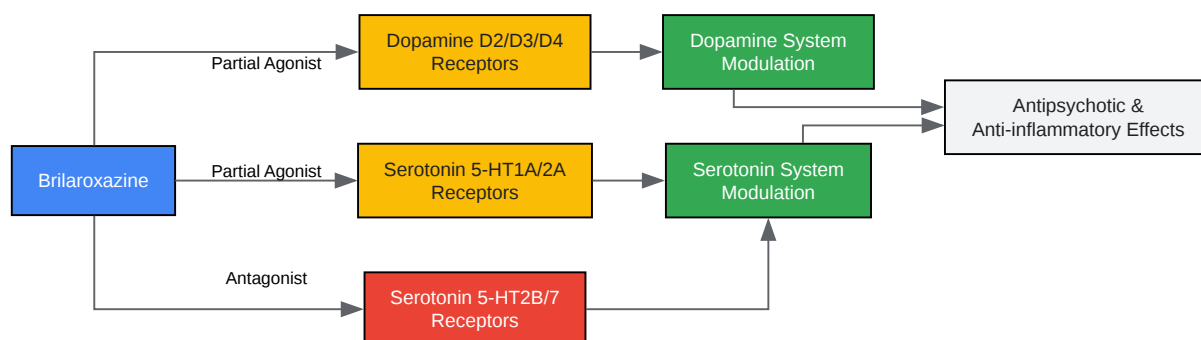 Dopamine D2/D3/D4
Receptors
Dopamine System
Modulation
Partial Agonist
Antipsychotic &
Anti-inflammatory Effects
Brilaroxazine
Partial Agonist
Serotonin 5-HT1A/2A
Receptors
Serotonin System
Modulation
Antagonist
Serotonin 5-HT2B/7
Receptors